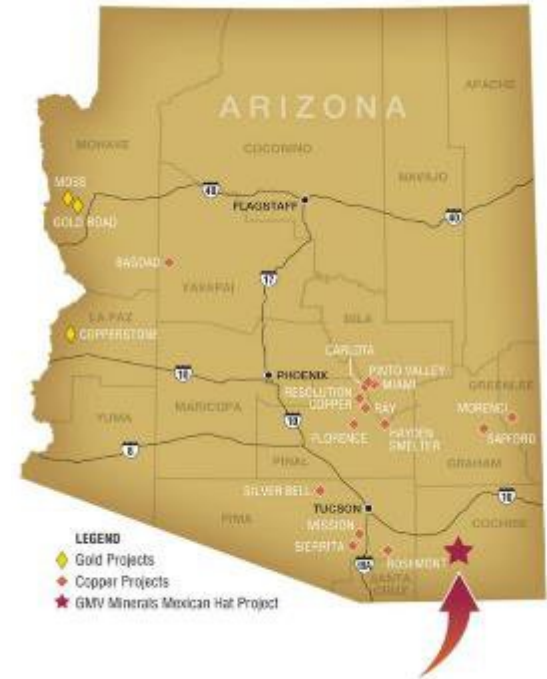 ARIZONA
APACHE
MOHAVE
COCONINO
NAVAJO
MOSS
GOLD ROAD
40
FLAGSTAFF
40
BAGDAD
17
YAVAPAI
LA PAZ
COPPERSTONE
GILA
CARLOTA
PINTO VALLEY
MIAMI
10
PHOENIX
RESOLUTION
COPPER
RAY
GREENLEE
MORENCI
YUMA
MARICOPA
10
FLORENCE
HAYDEN
SMELTER
SAFFORD
8
PINAL
GRAHAM
SILVER BELL
10
TUCSON
PIMA
COCHISE
MISSION
SIERRITA
ROSEMONT
19A
SANTA
CRUZ
LEGEND
Gold Projects
Copper Projects
GMV Minerals Mexican Hat Project